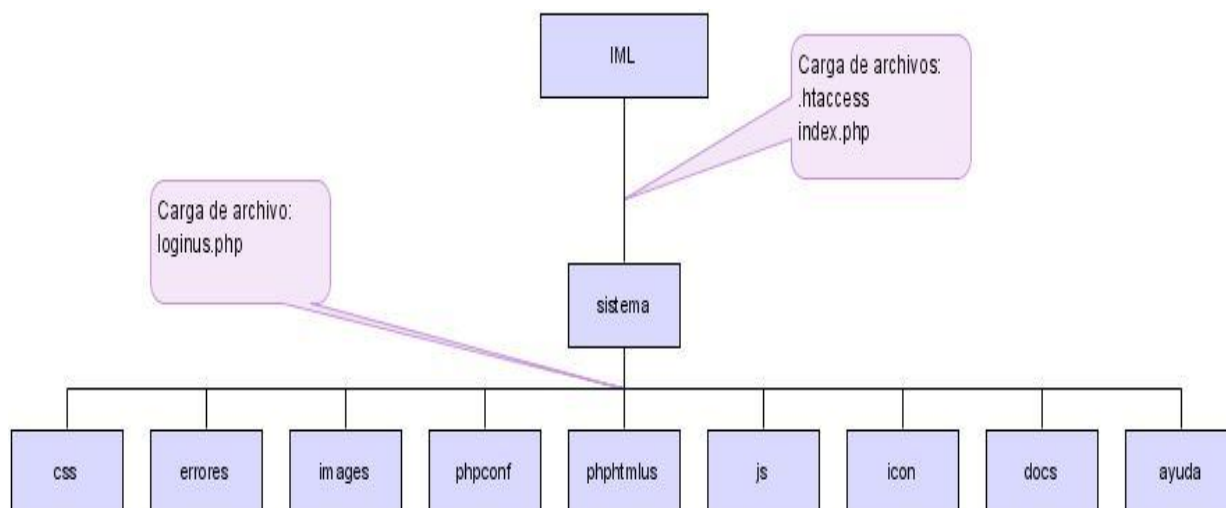 IML
Carga de archivos:
.htaccess
index.php
Carga de archivo:
loginus.php
sistema
css
errores
images
phpconf
phphtmlus
js
icon
docs
ayuda